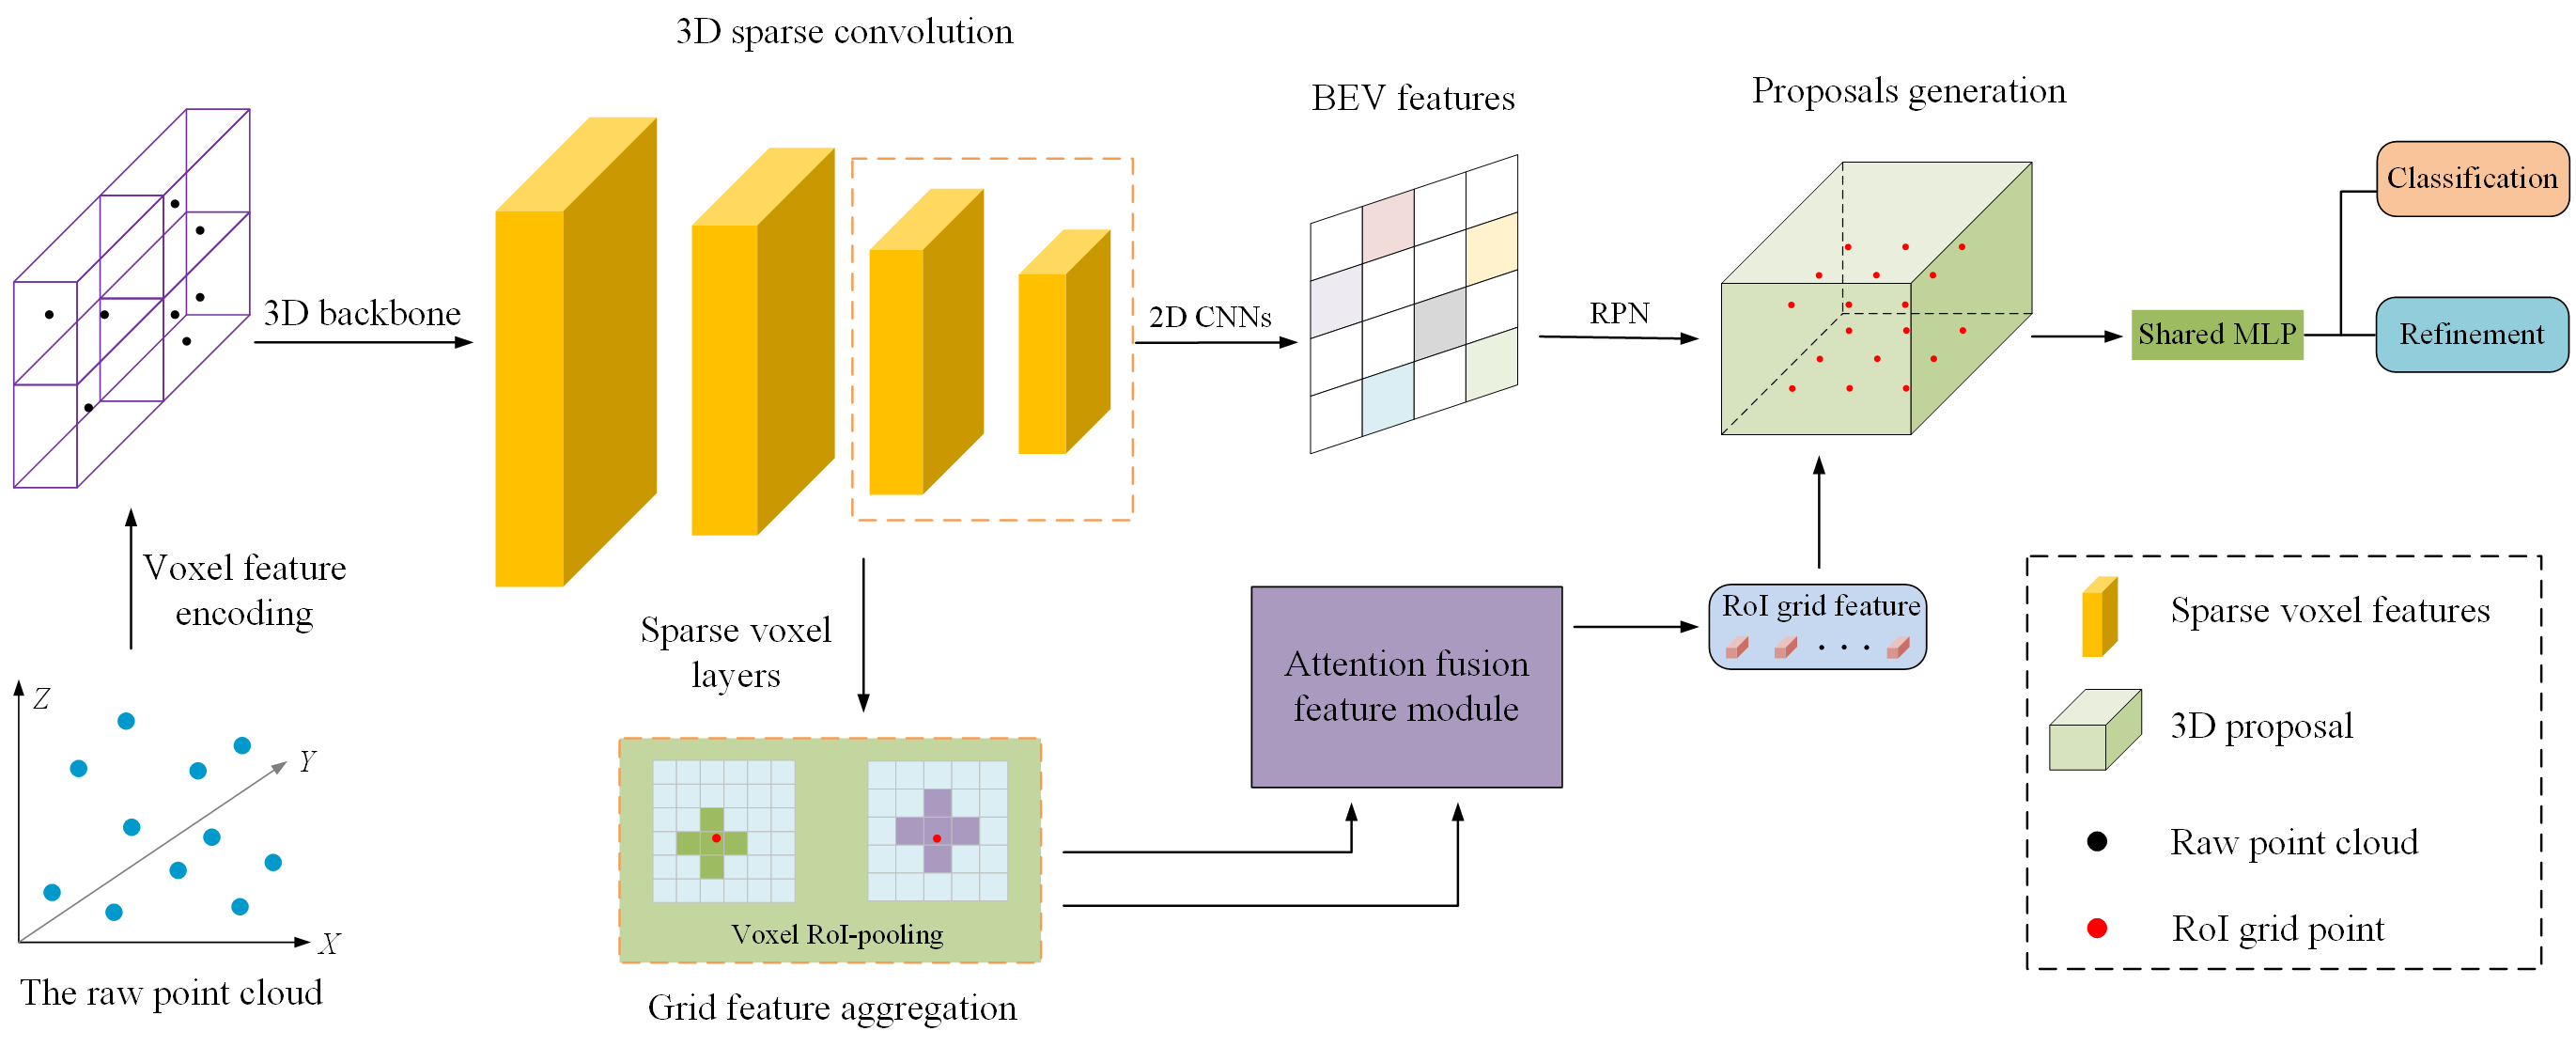 3D sparse convolution
BEV features
Proposals generation
Classification
3D backbone
2D CNNs
RPN
Shared MLP
Refinement
Voxel feature
encoding
Sparse voxel
layers
Attention fusion
feature module
RoI grid feature
. . .
Sparse voxel features
3D proposal
Raw point cloud
RoI grid point
Z
Y
X
The raw point cloud
Voxel RoI-pooling
Grid feature aggregation